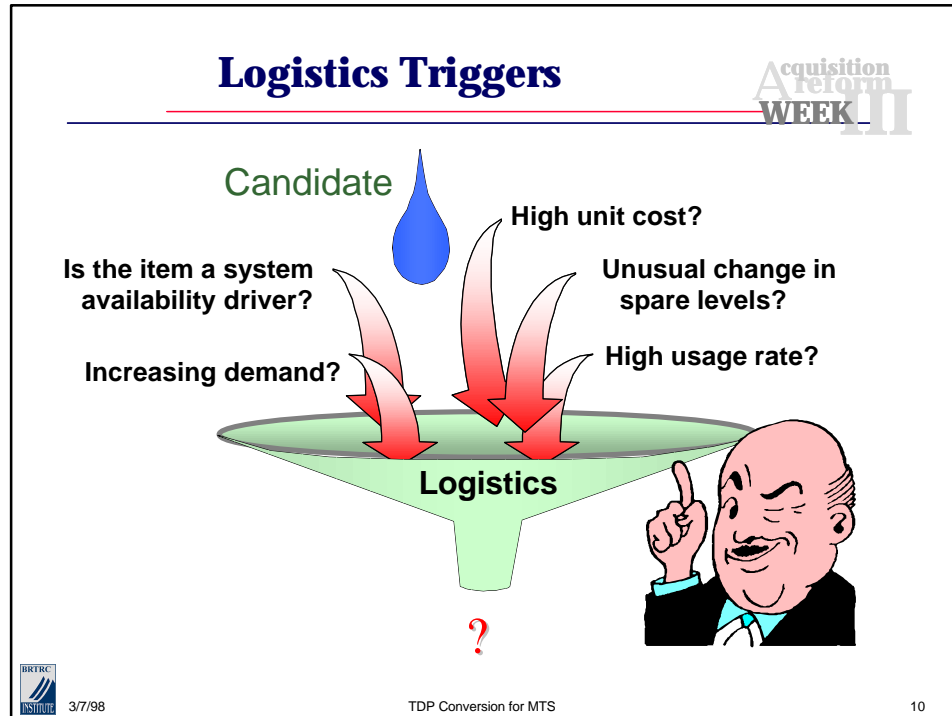 Logistics Triggers
Acquisition
reform
WEEK III
Candidate
High unit cost?
Is the item a system
availability driver?
Unusual change in
spare levels?
Increasing demand?
High usage rate?
Logistics
?
BRTRC
INSTITUTE
3/7/98
TDP Conversion for MTS
10